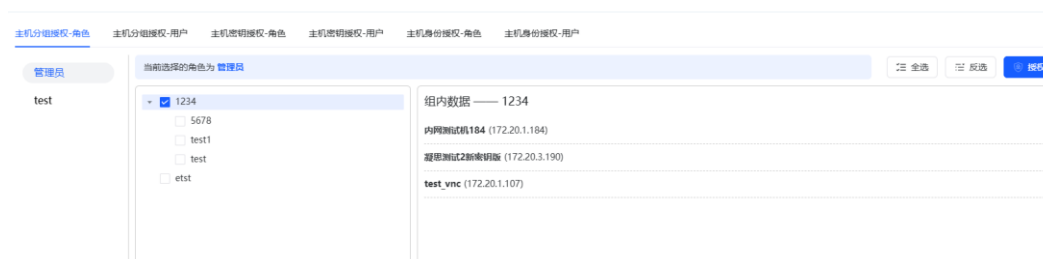 主机分组授权-角色 主机分组授权-用户 主机密钥授权-角色 主机密钥授权-用户 主机身份授权-角色 主机身份授权-用户
管理员 当前选择的角色为 管理员 全选 反选 授权
test 1234 组内数据 —— 1234
5678
内网测试机184 (172.20.1.184)
test1
凝思测试2新密钥版 (172.20.3.190)
test
etst
test_vnc (172.20.1.107)